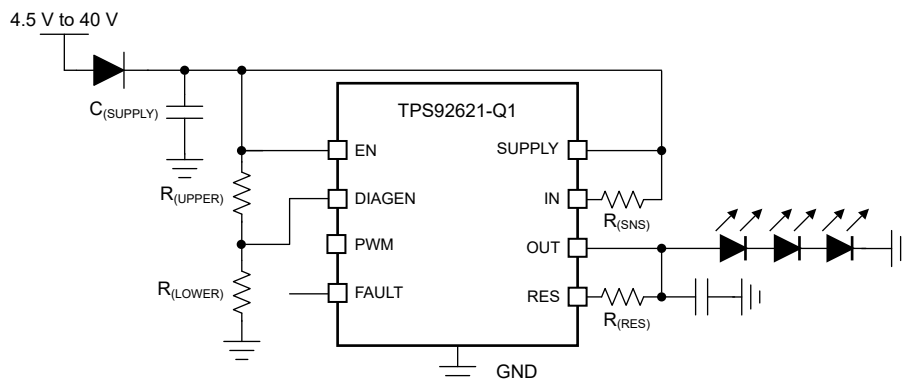 4.5 V to 40 V
C(SUPPLY)
TPS92621-Q1
EN
SUPPLY
R(UPPER)
DIAGEN
IN
R(SNS)
PWM
OUT
R(LOWER)
FAULT
RES
R(RES)
GND